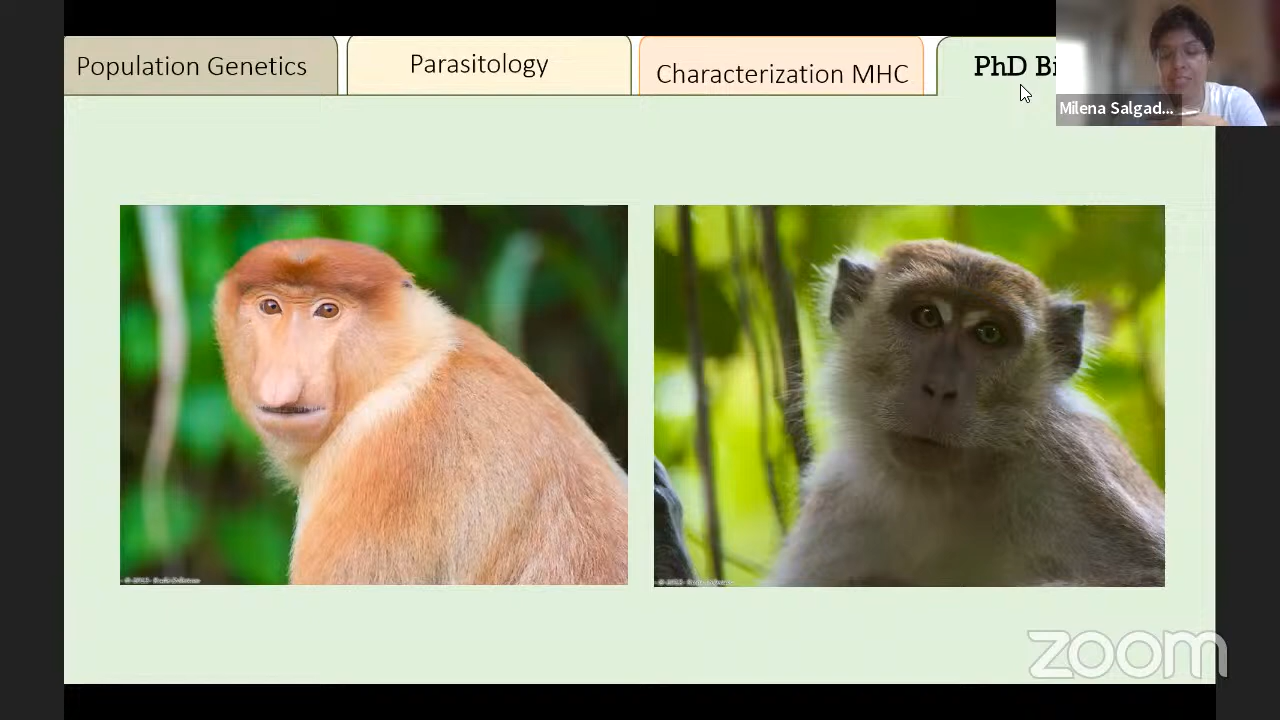 Population Genetics
Parasitology
Characterization MHC
PhD Bi
Milena Salgad...
zoom